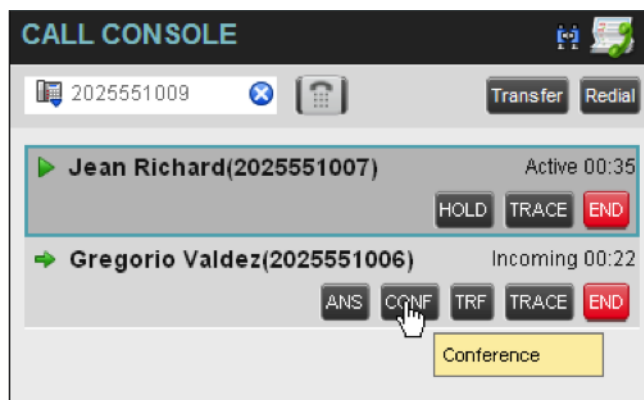 CALL CONSOLE
2025551009 Transfer Redial
Jean Richard(2025551007) Active 00:35
HOLD TRACE END
Gregorio Valdez(2025551006) Incoming 00:22
ANS CONF TRF TRACE END
Conference